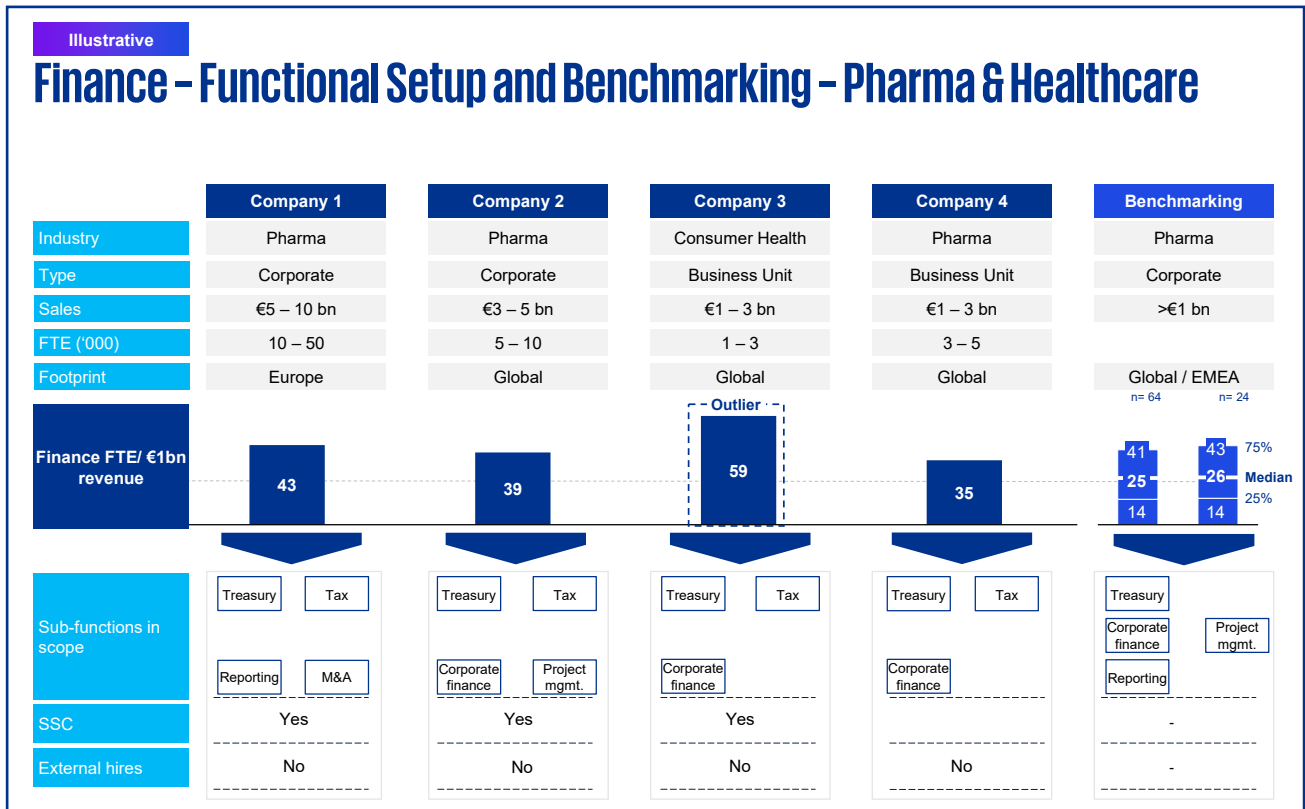 Illustrative
Finance – Functional Setup and Benchmarking – Pharma & Healthcare
Company 1
Company 2
Company 3
Company 4
Benchmarking
Industry
Pharma
Pharma
Consumer Health
Pharma
Pharma
Type
Corporate
Corporate
Business Unit
Business Unit
Corporate
Sales
€5 – 10 bn
€3 – 5 bn
€1 – 3 bn
€1 – 3 bn
>€1 bn
FTE (‘000)
10 – 50
5 – 10
1 – 3
3 – 5
Footprint
Europe
Global
Global
Global
Global / EMEA
n= 64
n= 24
Finance FTE/ €1bn
revenue
43
39
Outlier
59
35
41
25
14
43
26
14
75%
Median
25%
Sub-functions in
scope
Treasury
Tax
Reporting
M&A
Treasury
Tax
Corporate
finance
Project
mgmt.
Treasury
Tax
Corporate
finance
Treasury
Tax
Corporate
finance
Treasury
Corporate
finance
Project
mgmt.
Reporting
SSC
Yes
Yes
Yes
-
External hires
No
No
No
No
-